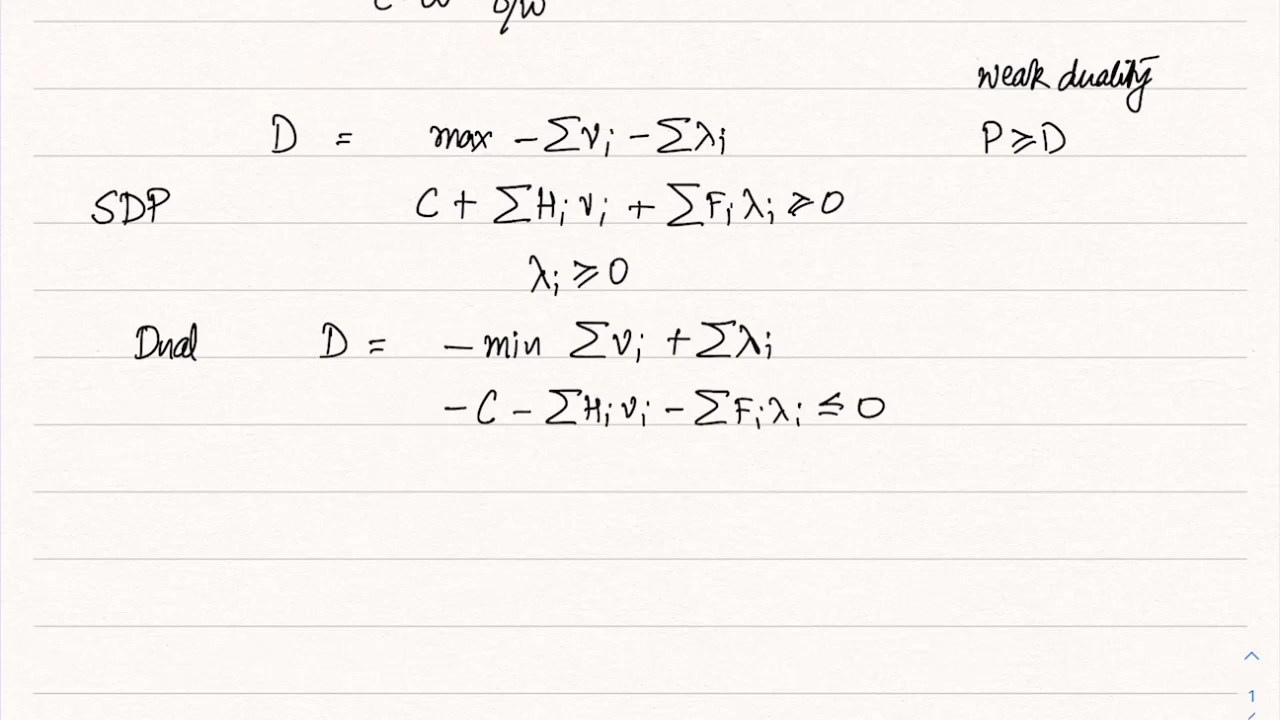 weak duality
D = max -Σνᵢ -Σλᵢ P ≥ D
SDP C + ΣHᵢνᵢ + ΣFᵢλᵢ ≽ 0
λᵢ ≥ 0
Dual D = -min Σνᵢ + Σλᵢ
-C - ΣHᵢνᵢ - ΣFᵢλᵢ ≼ 0
1